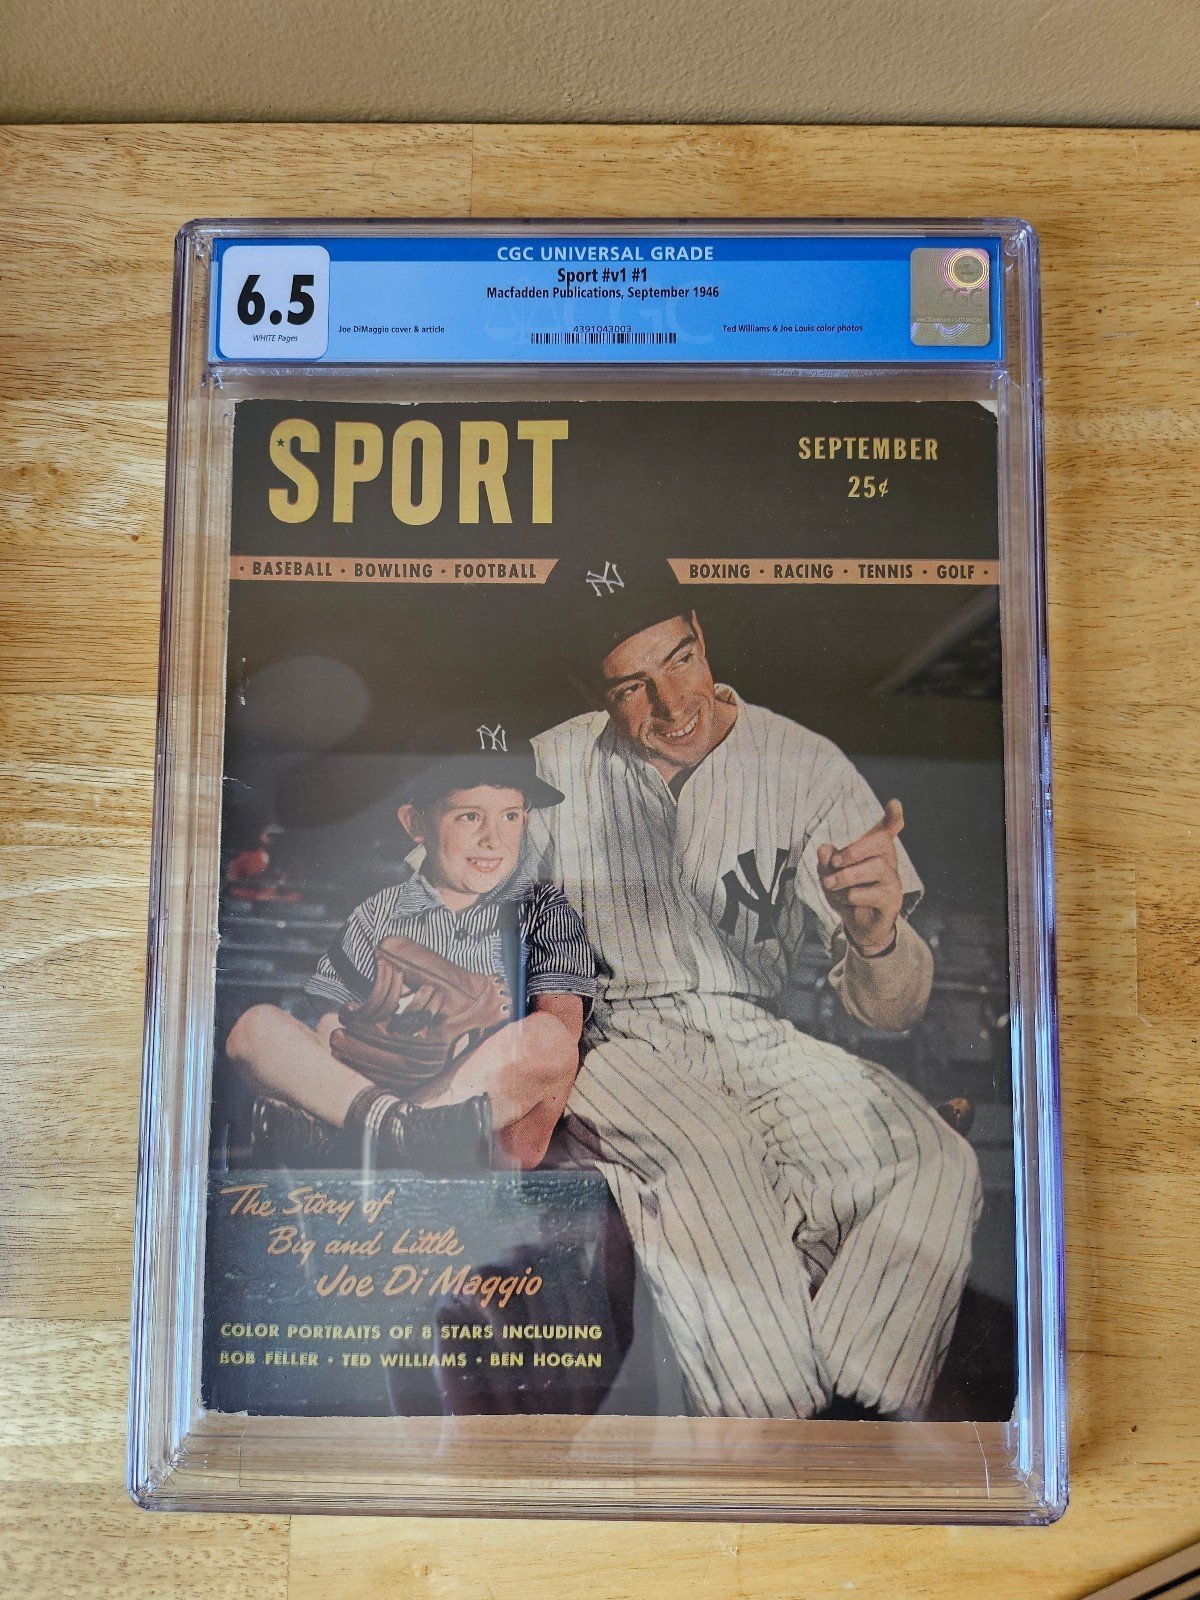 CGC UNIVERSAL GRADE
6.5
WHITE Pages
Sport #v1 #1
Macfadden Publications, September 1946
Joe DiMaggio cover & article
4391043003
Ted Williams & Joe Louis color photos
CGC
SPORT
SEPTEMBER
25¢
· BASEBALL · BOWLING · FOOTBALL
BOXING · RACING · TENNIS · GOLF ·
NY
NY
NY
The Story of
Big and Little
Joe Di Maggio
COLOR PORTRAITS OF 8 STARS INCLUDING
BOB FELLER · TED WILLIAMS · BEN HOGAN